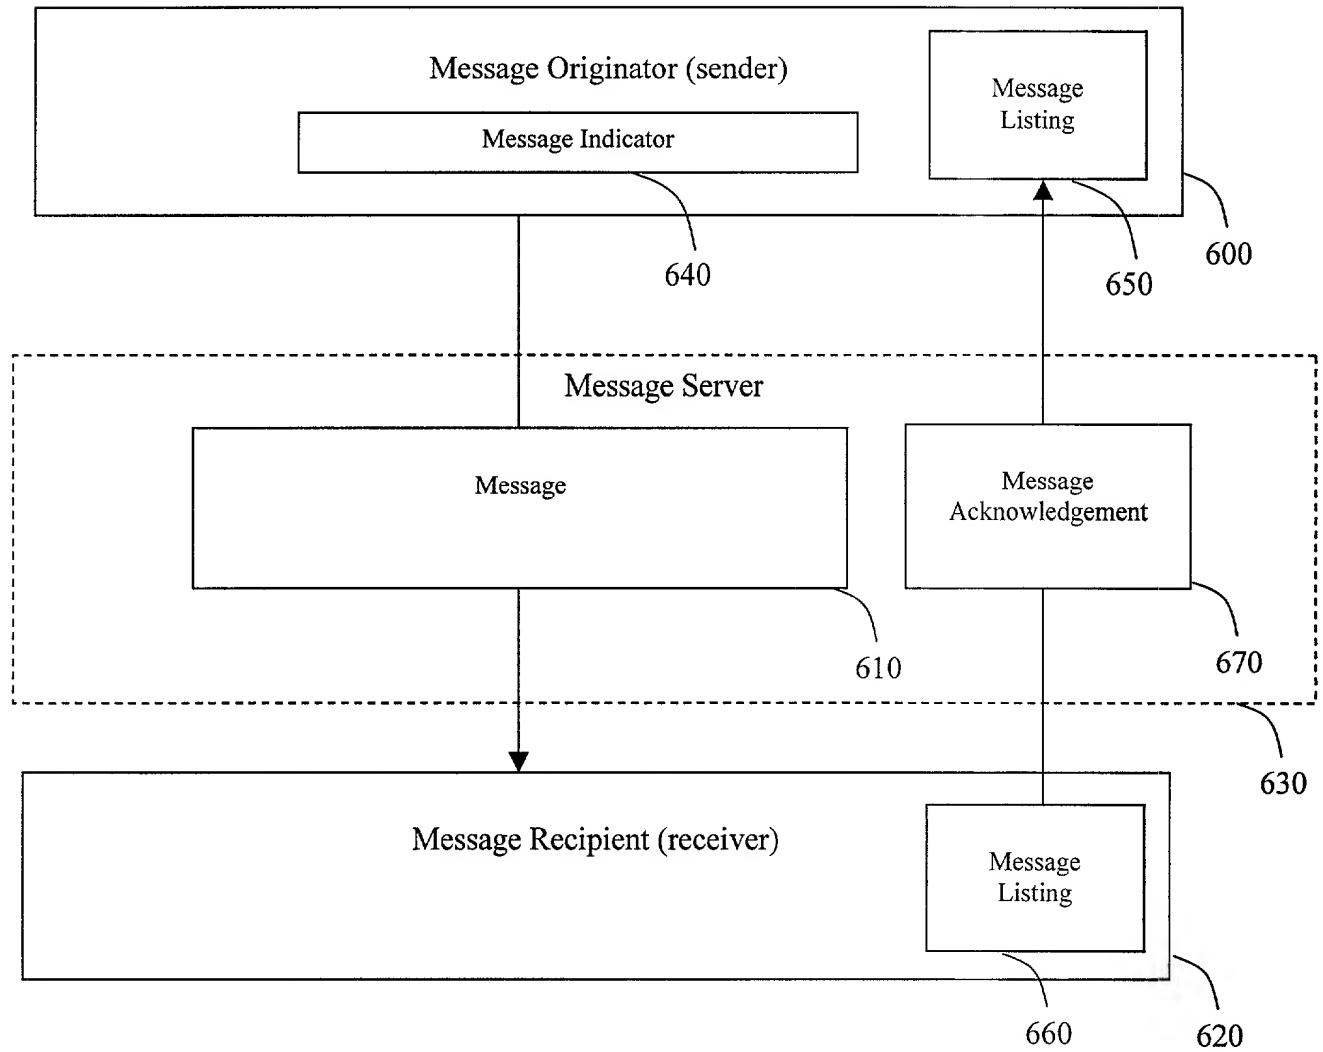 Message Originator (sender)
Message
Listing
Message Indicator
600
640
650
Message Server
Message
Message
Acknowledgement
610
670
630
Message Recipient (receiver)
Message
Listing
660
620